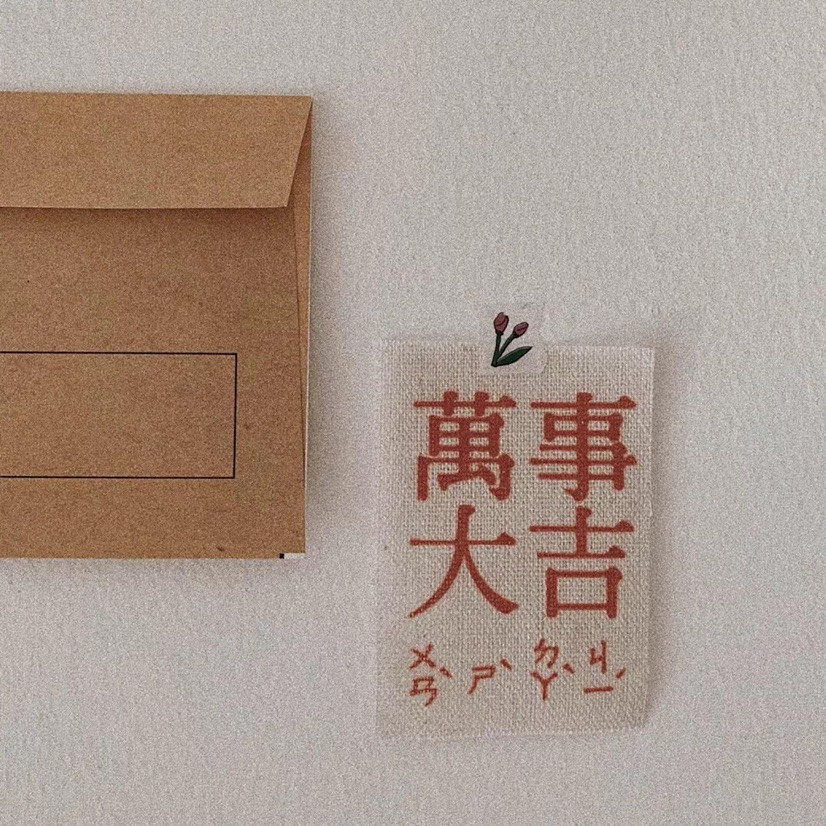 萬事
大吉
ㄨㄢˋ ㄕˋ ㄉㄚˋ ㄐㄧˊ